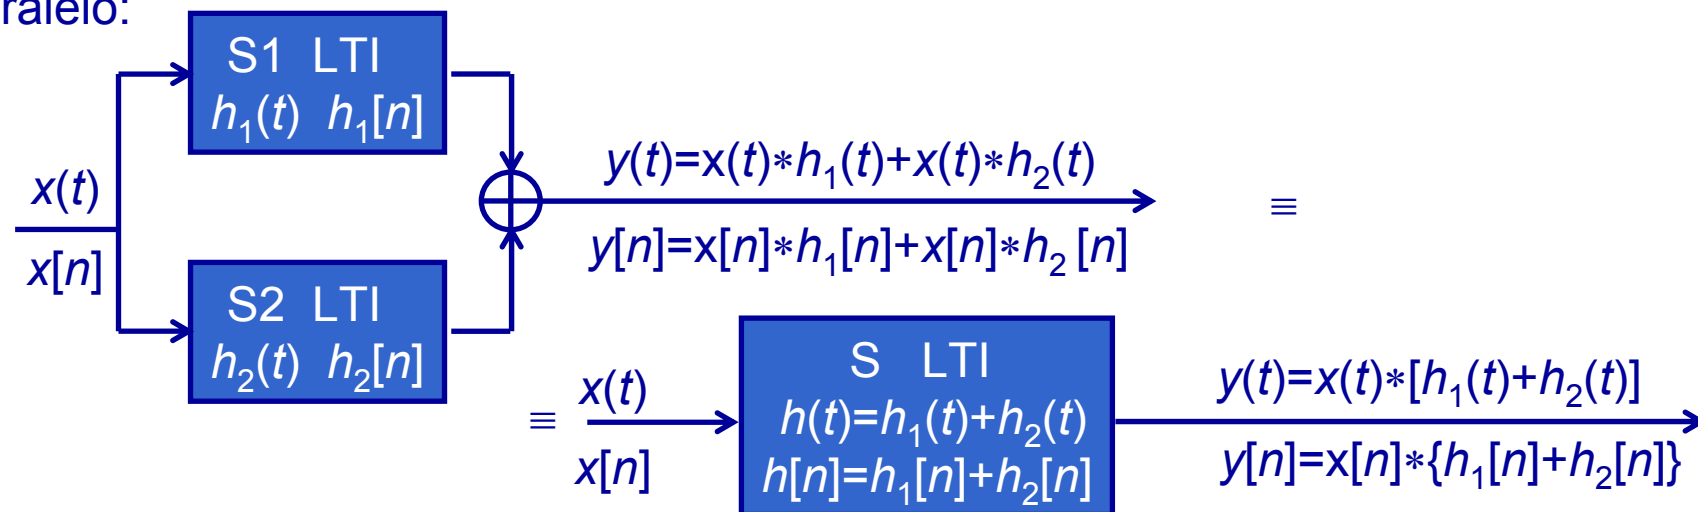 ralelo:
S1 LTI
h₁(t) h₁[n]
x(t)
x[n]
S2 LTI
h₂(t) h₂[n]
y(t)=x(t)*h₁(t)+x(t)*h₂(t)
y[n]=x[n]*h₁[n]+x[n]*h₂ [n]
≡
≡
x(t)
x[n]
S LTI
h(t)=h₁(t)+h₂(t)
h[n]=h₁[n]+h₂[n]
y(t)=x(t)*[h₁(t)+h₂(t)]
y[n]=x[n]*{h₁[n]+h₂[n]}